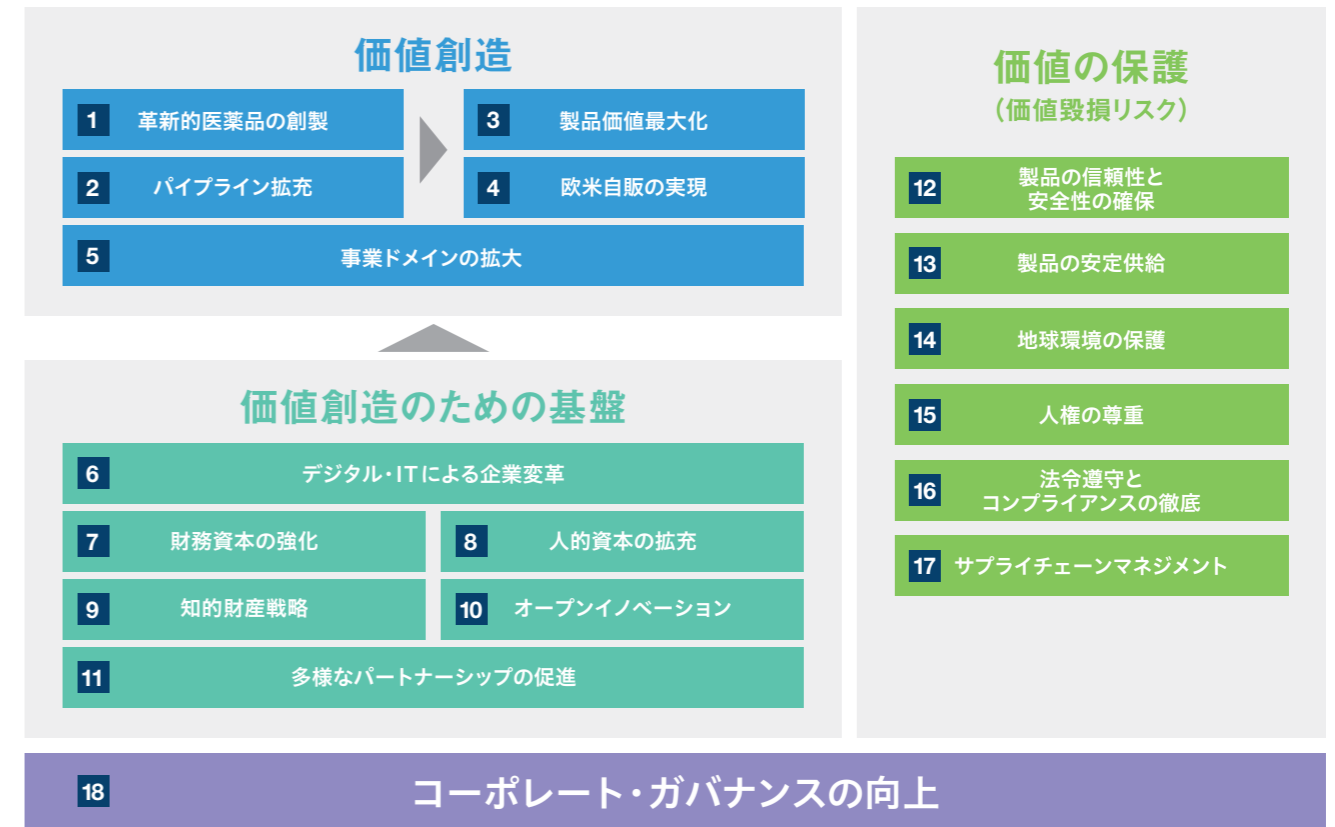 価値創造
1 革新的医薬品の創製
2 パイプライン拡充
3 製品価値最大化
4 欧米自販の実現
5 事業ドメインの拡大
価値創造のための基盤
6 デジタル・ITによる企業変革
7 財務資本の強化
8 人的資本の拡充
9 知的財産戦略
10 オープンイノベーション
11 多様なパートナーシップの促進
価値の保護
(価値毀損リスク)
12 製品の信頼性と
安全性の確保
13 製品の安定供給
14 地球環境の保護
15 人権の尊重
16 法令遵守と
コンプライアンスの徹底
17 サプライチェーンマネジメント
18 コーポレート・ガバナンスの向上